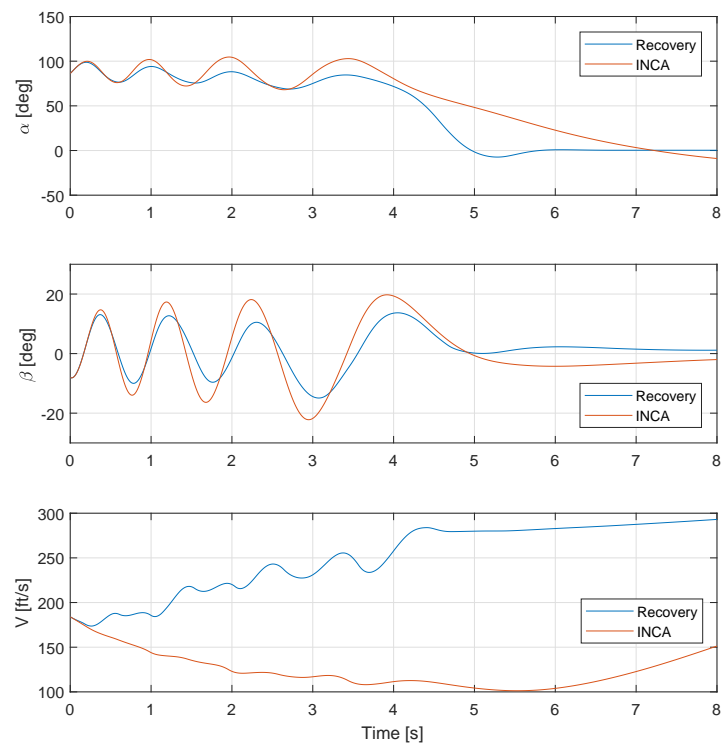 150
100
50
0
-50
α [deg]
Recovery
INCA
0 1 2 3 4 5 6 7 8
20
0
-20
β [deg]
Recovery
INCA
0 1 2 3 4 5 6 7 8
300
250
200
150
100
V [ft/s]
Recovery
INCA
0 1 2 3 4 5 6 7 8
Time [s]